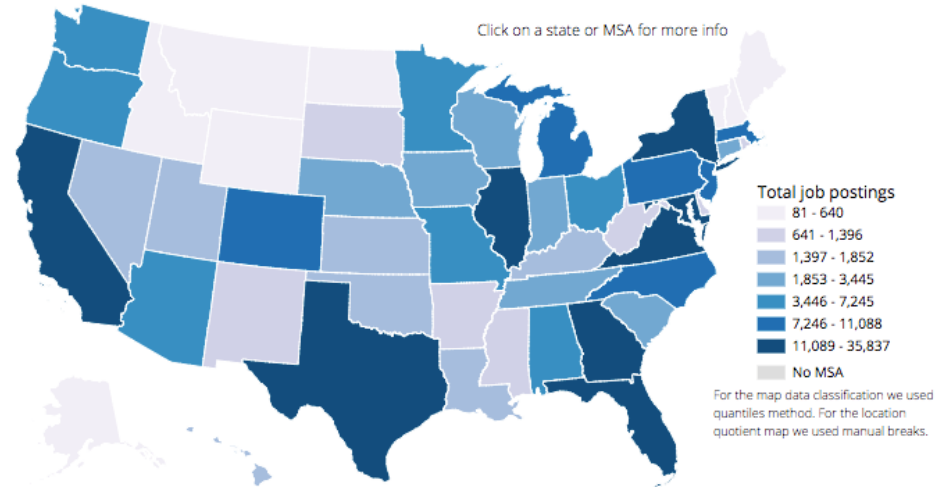 Click on a state or MSA for more info
Total job postings
81 - 640
641 - 1,396
1,397 - 1,852
1,853 - 3,445
3,446 - 7,245
7,246 - 11,088
11,089 - 35,837
No MSA
For the map data classification we used
quantiles method. For the location
quotient map we used manual breaks.